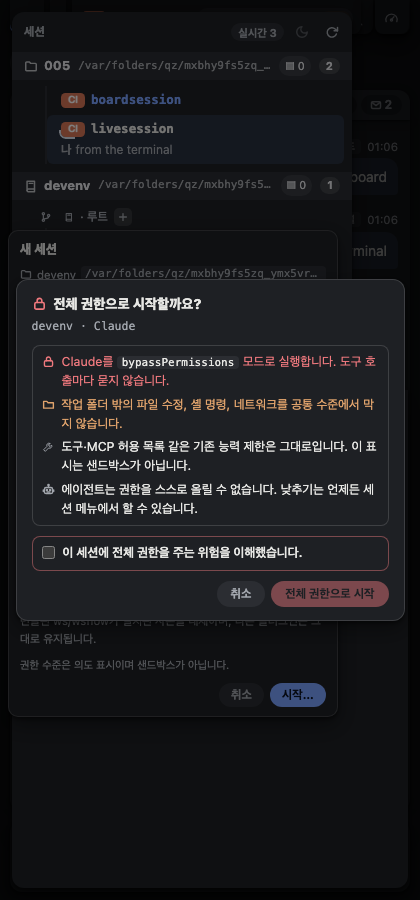 세션
실시간 3
005 /var/folders/qz/mxbhy9fs5zq_… 0 2
2
CI boardsession
CI livesession
01:06
board
나 from the terminal
devenv /var/folders/qz/mxbhy9fs5… 0 1
01:06
· 루트 +
minal
새 세션
devenv /var/folders/qz/mxbhy9fs5zq_ymx5vr…
전체 권한으로 시작할까요?
devenv · Claude
Claude를 bypassPermissions 모드로 실행합니다. 도구 호
출마다 묻지 않습니다.
작업 폴더 밖의 파일 수정, 셸 명령, 네트워크를 공통 수준에서 막
지 않습니다.
도구·MCP 허용 목록 같은 기존 능력 제한은 그대로입니다. 이 표
시는 샌드박스가 아닙니다.
에이전트는 권한을 스스로 올릴 수 없습니다. 낮추기는 언제든 세
션 메뉴에서 할 수 있습니다.
이 세션에 전체 권한을 주는 위험을 이해했습니다.
취소 전체 권한으로 시작
대로 유지됩니다.
권한 수준은 의도 표시이며 샌드박스가 아닙니다.
취소 시작…